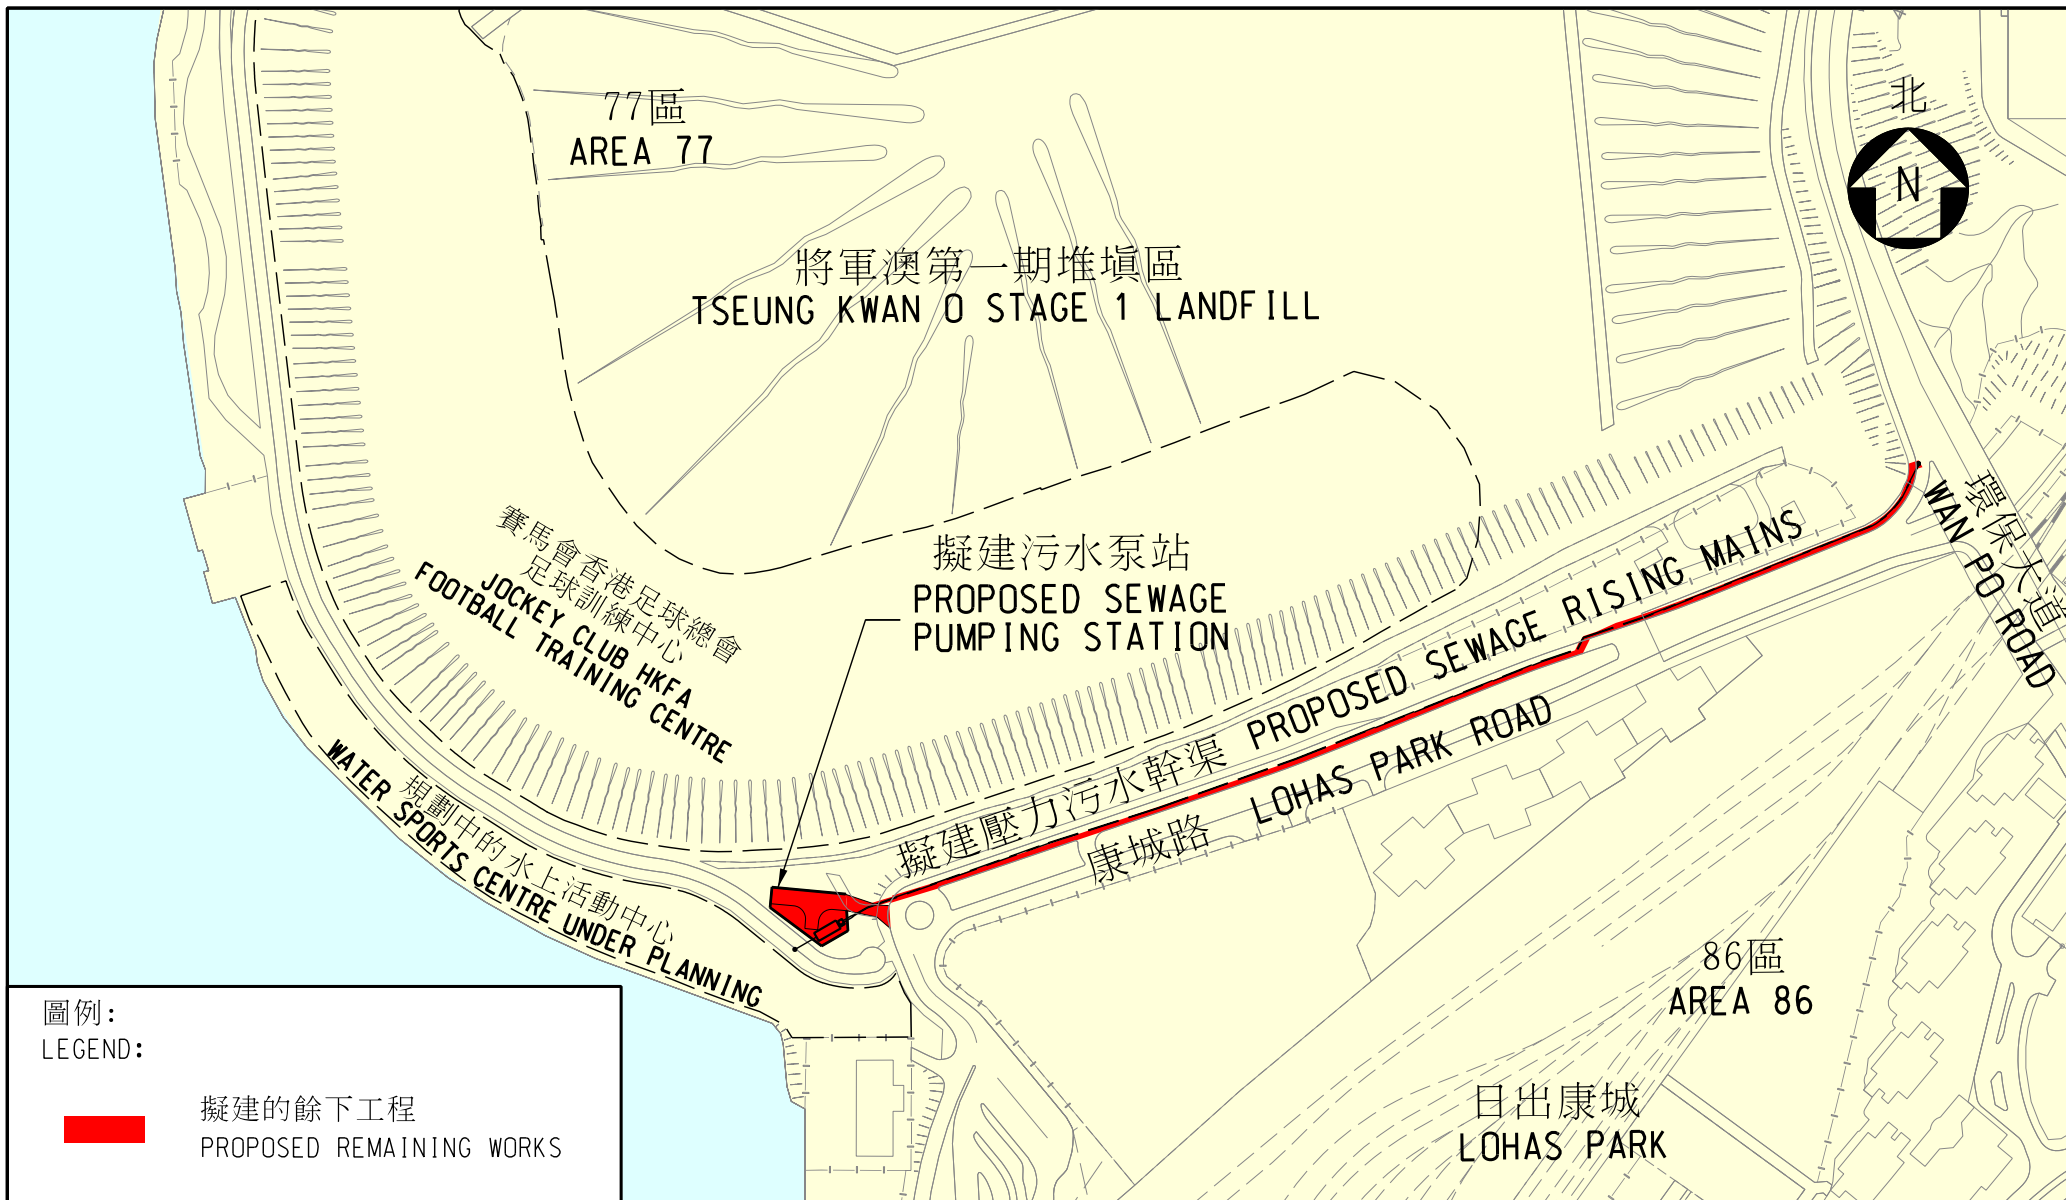 77區
AREA 77
北
N
將軍澳第一期堆填區
TSEUNG KWAN O STAGE 1 LANDFILL
賽馬會香港足球總會
足球訓練中心
JOCKEY CLUB HKFA
FOOTBALL TRAINING CENTRE
擬建污水泵站
PROPOSED SEWAGE
PUMPING STATION
環保大道
WAN PO ROAD
擬建壓力污水幹渠 PROPOSED SEWAGE RISING MAINS
康城路 LOHAS PARK ROAD
規劃中的水上活動中心
WATER SPORTS CENTRE UNDER PLANNING
86區
AREA 86
日出康城
LOHAS PARK
圖例:
LEGEND:
擬建的餘下工程
PROPOSED REMAINING WORKS